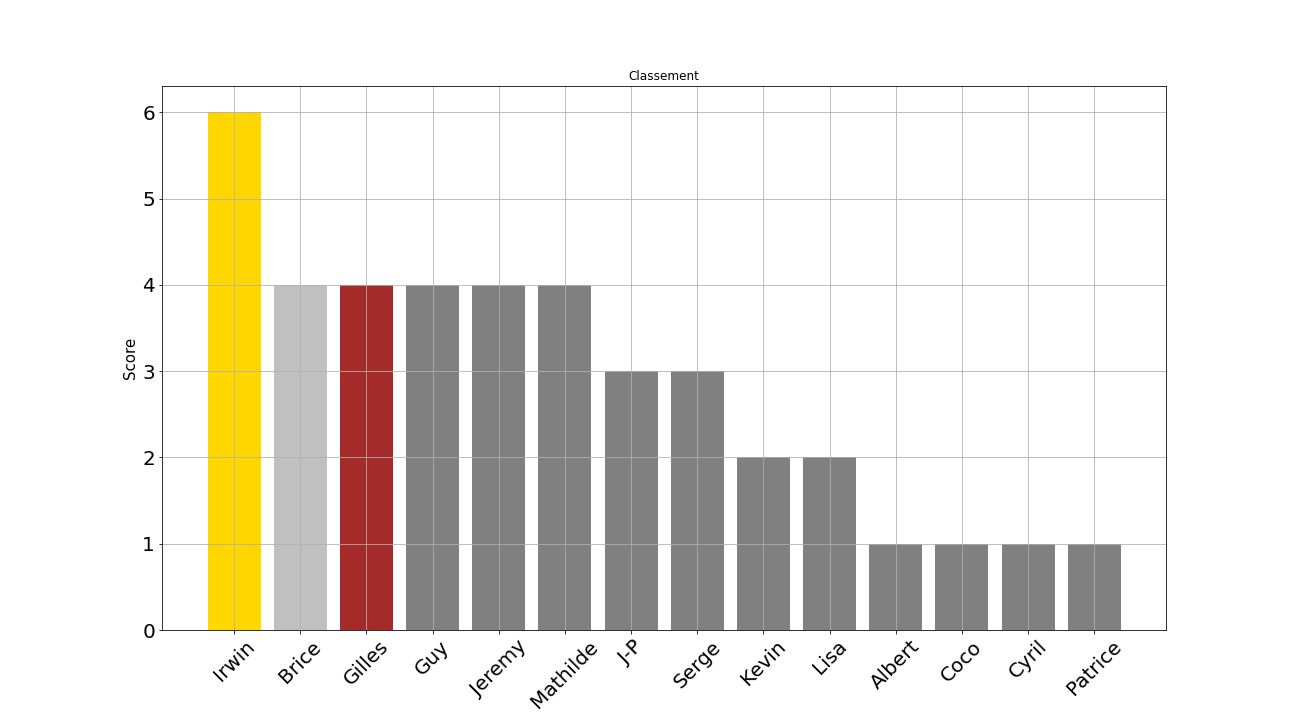 Classement
6
5
4
3
2
1
0
Score
Irwin
Brice
Gilles
Guy
Jeremy
Mathilde
J-P
Serge
Kevin
Lisa
Albert
Coco
Cyril
Patrice